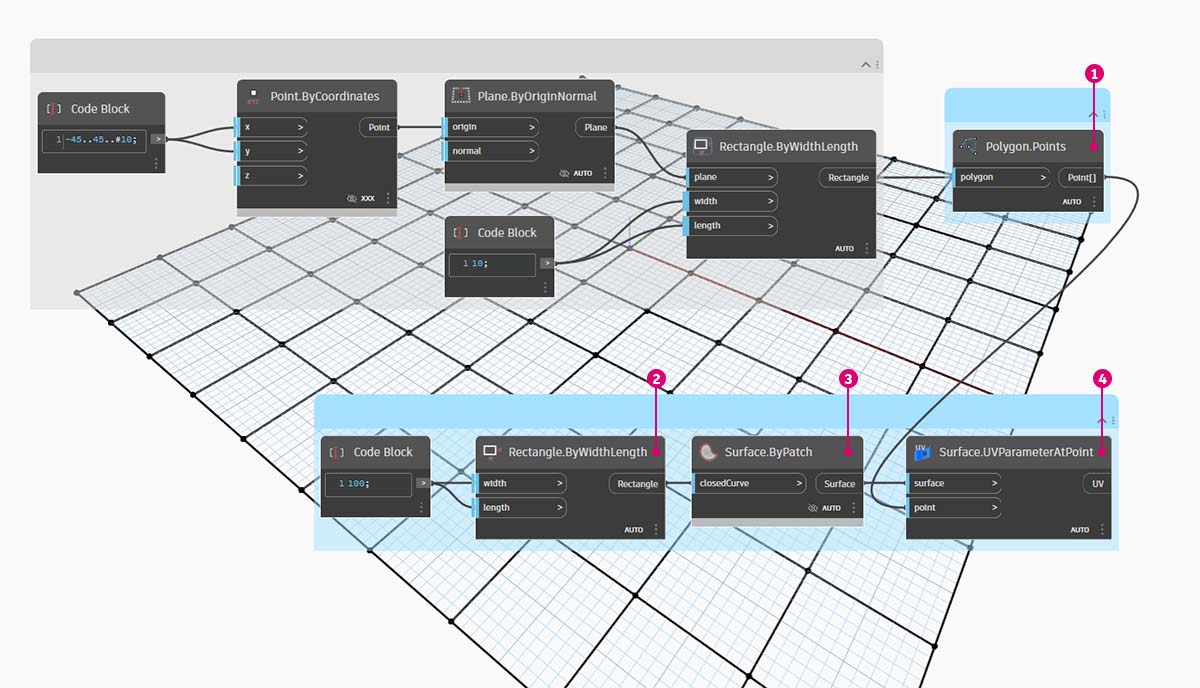 1
Code Block
1 -45..45..#10; >
Point.ByCoordinates
x > Point
y >
z >
XXX
Plane.ByOriginNormal
origin > Plane
normal >
AUTO
Code Block
1 10; >
Rectangle.ByWidthLength
plane > Rectangle
width >
length >
AUTO
Polygon.Points
polygon > Point[]
AUTO
2
3
4
Code Block
1 100; >
Rectangle.ByWidthLength
width > Rectangle
length >
AUTO
Surface.ByPatch
closedCurve > Surface
AUTO
UV
Surface.UVParameterAtPoint
surface > UV
point >
AUTO